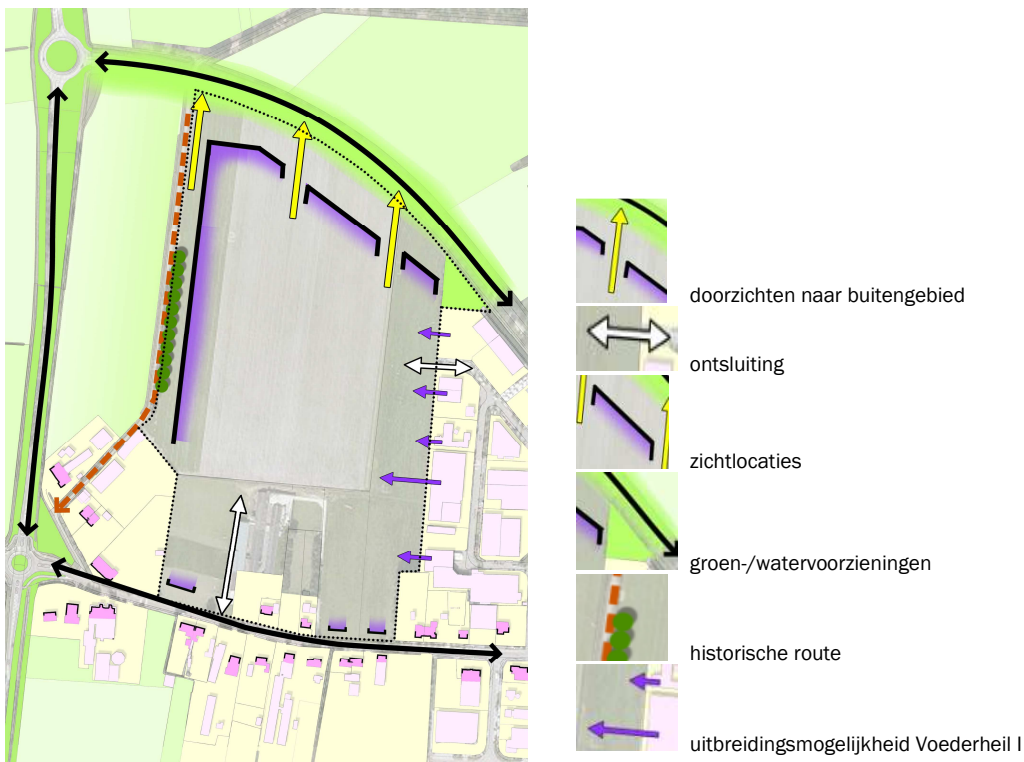 doorzichten naar buitengebied
ontsluiting
zichtlocaties
groen-/watervoorzieningen
historische route
uitbreidingsmogelijkheid Voederheil I